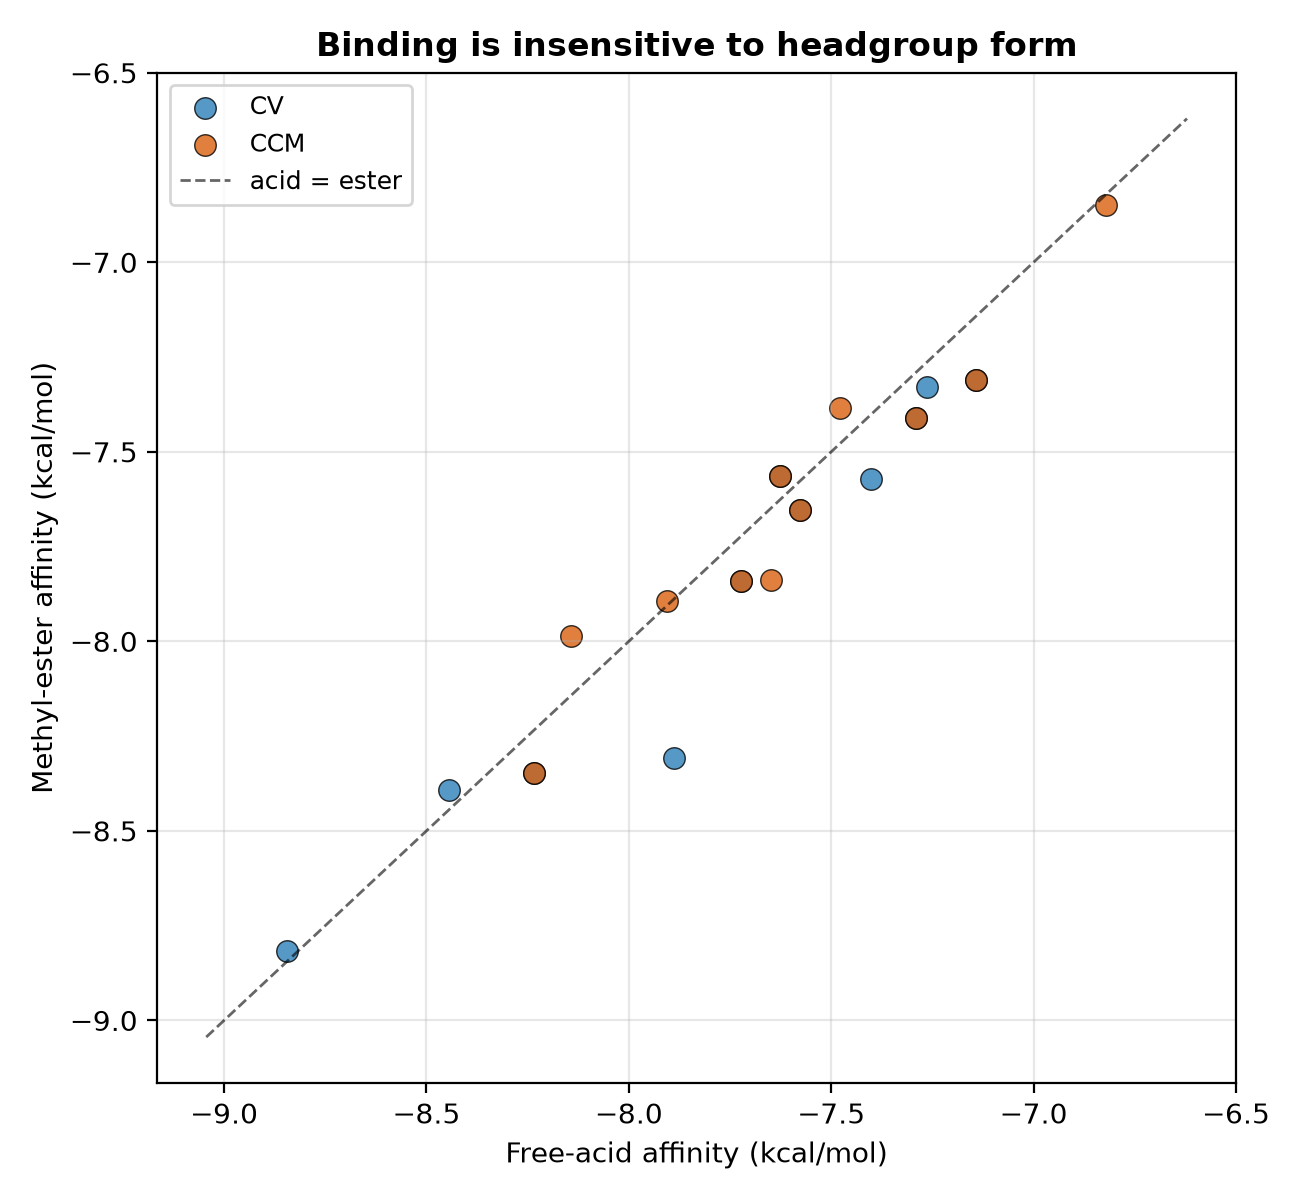 Binding is insensitive to headgroup form
CV
CCM
acid = ester
Methyl-ester affinity (kcal/mol)
−6.5
−7.0
−7.5
−8.0
−8.5
−9.0
−9.0 −8.5 −8.0 −7.5 −7.0 −6.5
Free-acid affinity (kcal/mol)